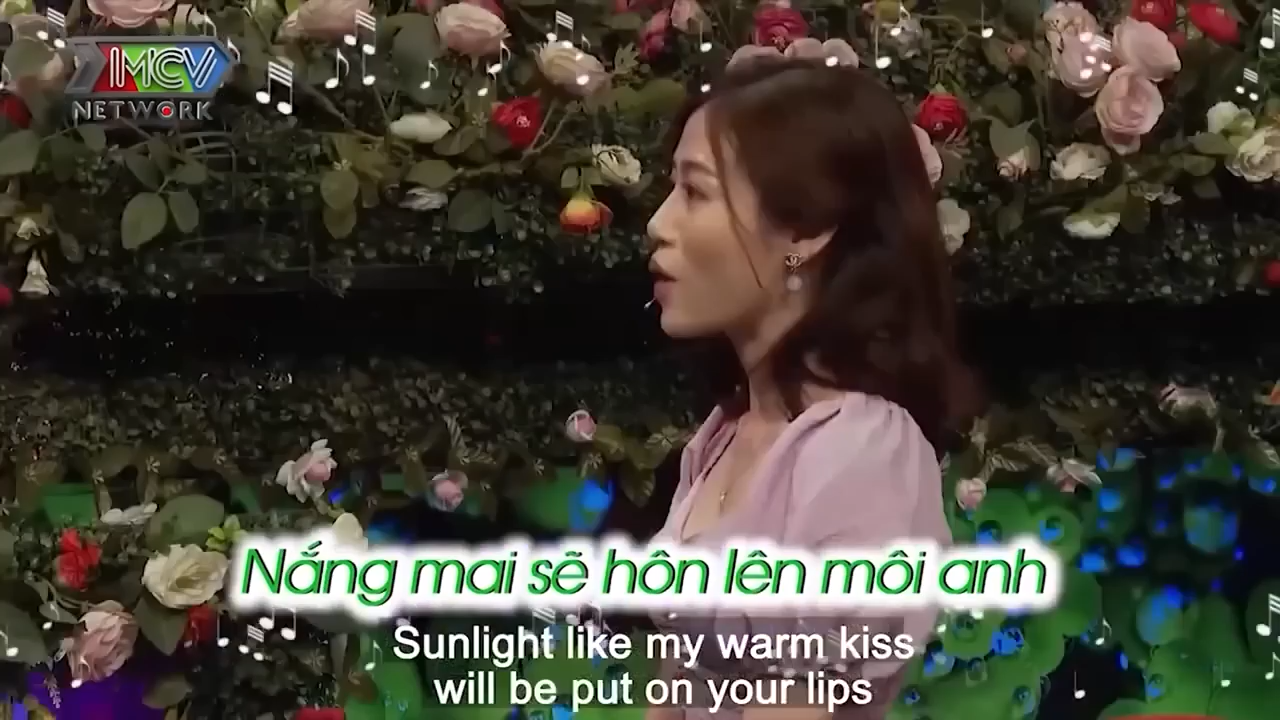 MCV
NETWORK
Nắng mai sẽ hôn lên môi anh
Sunlight like my warm kiss
will be put on your lips